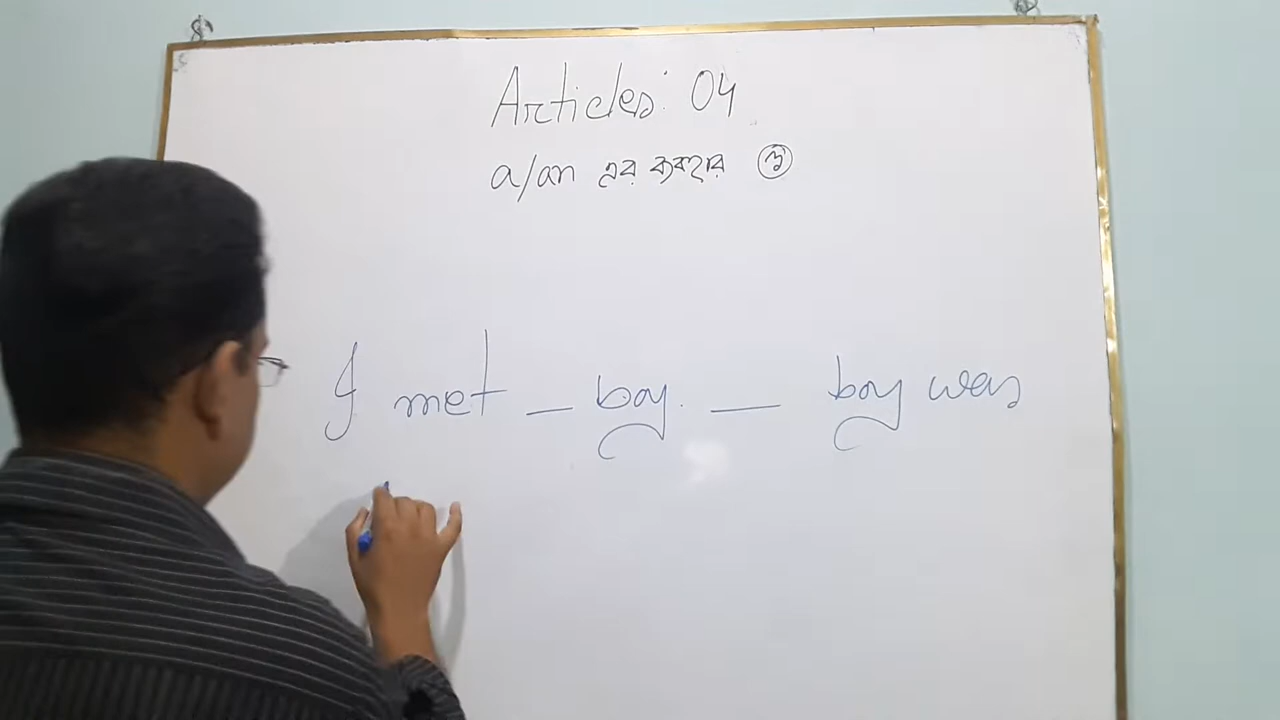 Articles: 04
a/an এর ব্যবহার
I met _ boy. _ boy was